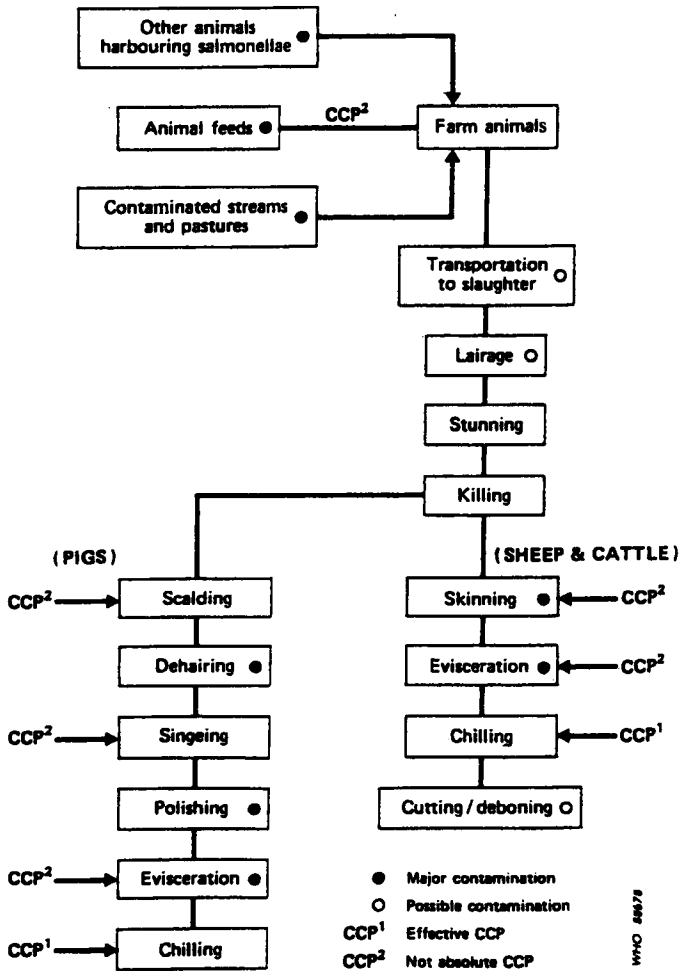 Other animals
harbouring salmonellae
Animal feeds
CCP²
Farm animals
Contaminated streams
and pastures
Transportation
to slaughter
Lairage
Stunning
Killing
(PIGS)
(SHEEP & CATTLE)
CCP²
Scalding
Skinning
CCP²
Dehairing
Evisceration
CCP²
CCP²
Singeing
Chilling
CCP¹
Polishing
Cutting / deboning
CCP²
Evisceration
CCP¹
Chilling
● Major contamination
○ Possible contamination
CCP¹ Effective CCP
CCP² Not absolute CCP
WHO 88678